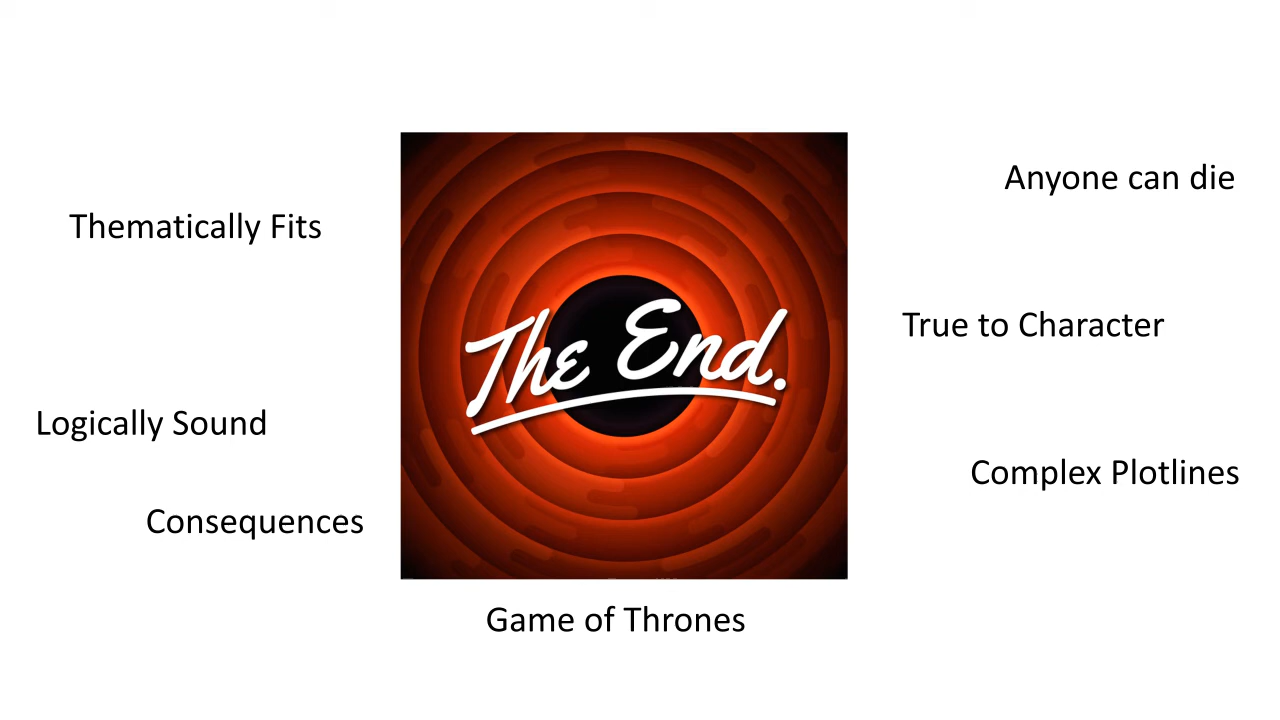 Anyone can die
Thematically Fits
The End.
True to Character
Logically Sound
Complex Plotlines
Consequences
Game of Thrones